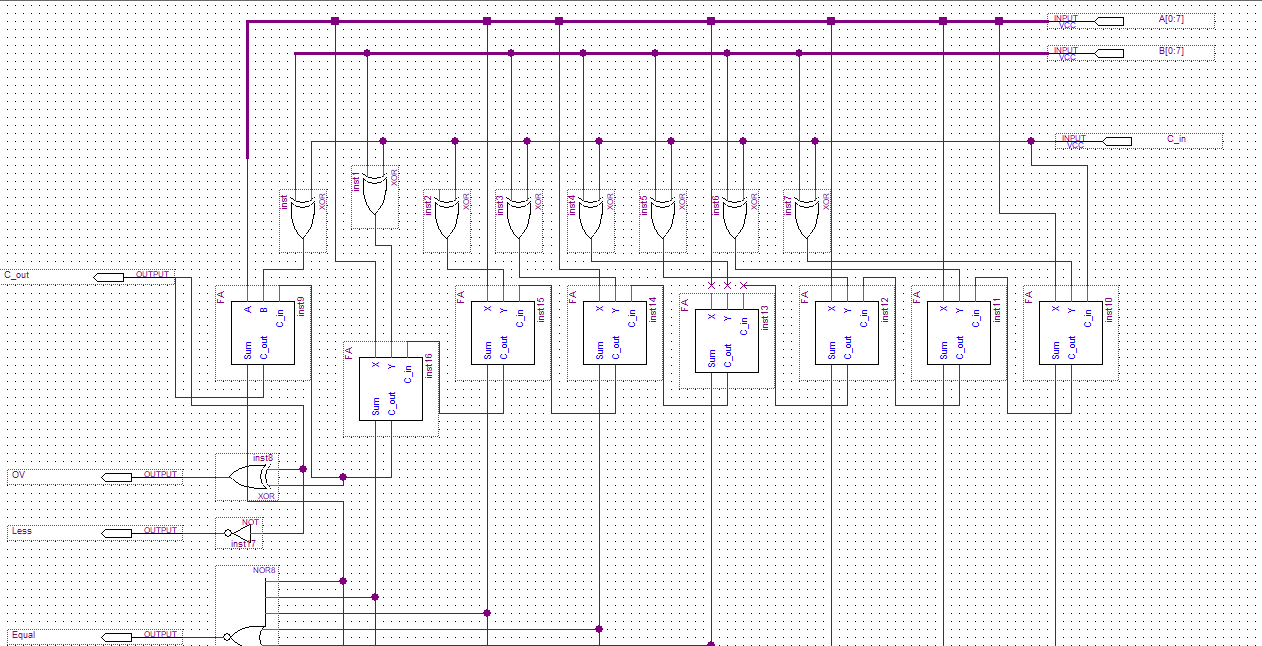 INPUT
VCC
A[0:7]
INPUT
VCC
B[0:7]
INPUT
VCC
C_in
inst
XOR
inst1
XOR
inst2
XOR
inst3
XOR
inst4
XOR
inst5
XOR
inst6
XOR
inst7
XOR
C_out
OUTPUT
FA
A
B
C_in
Sum
C_out
inst9
FA
X
Y
C_in
Sum
C_out
inst16
FA
X
Y
C_in
Sum
C_out
inst15
FA
X
Y
C_in
Sum
C_out
inst14
FA
X
Y
C_in
Sum
C_out
inst13
FA
X
Y
C_in
Sum
C_out
inst12
FA
X
Y
C_in
Sum
C_out
inst11
FA
X
Y
C_in
Sum
C_out
inst10
OV
OUTPUT
inst8
XOR
Less
OUTPUT
NOT
inst17
NOR8
Equal
OUTPUT